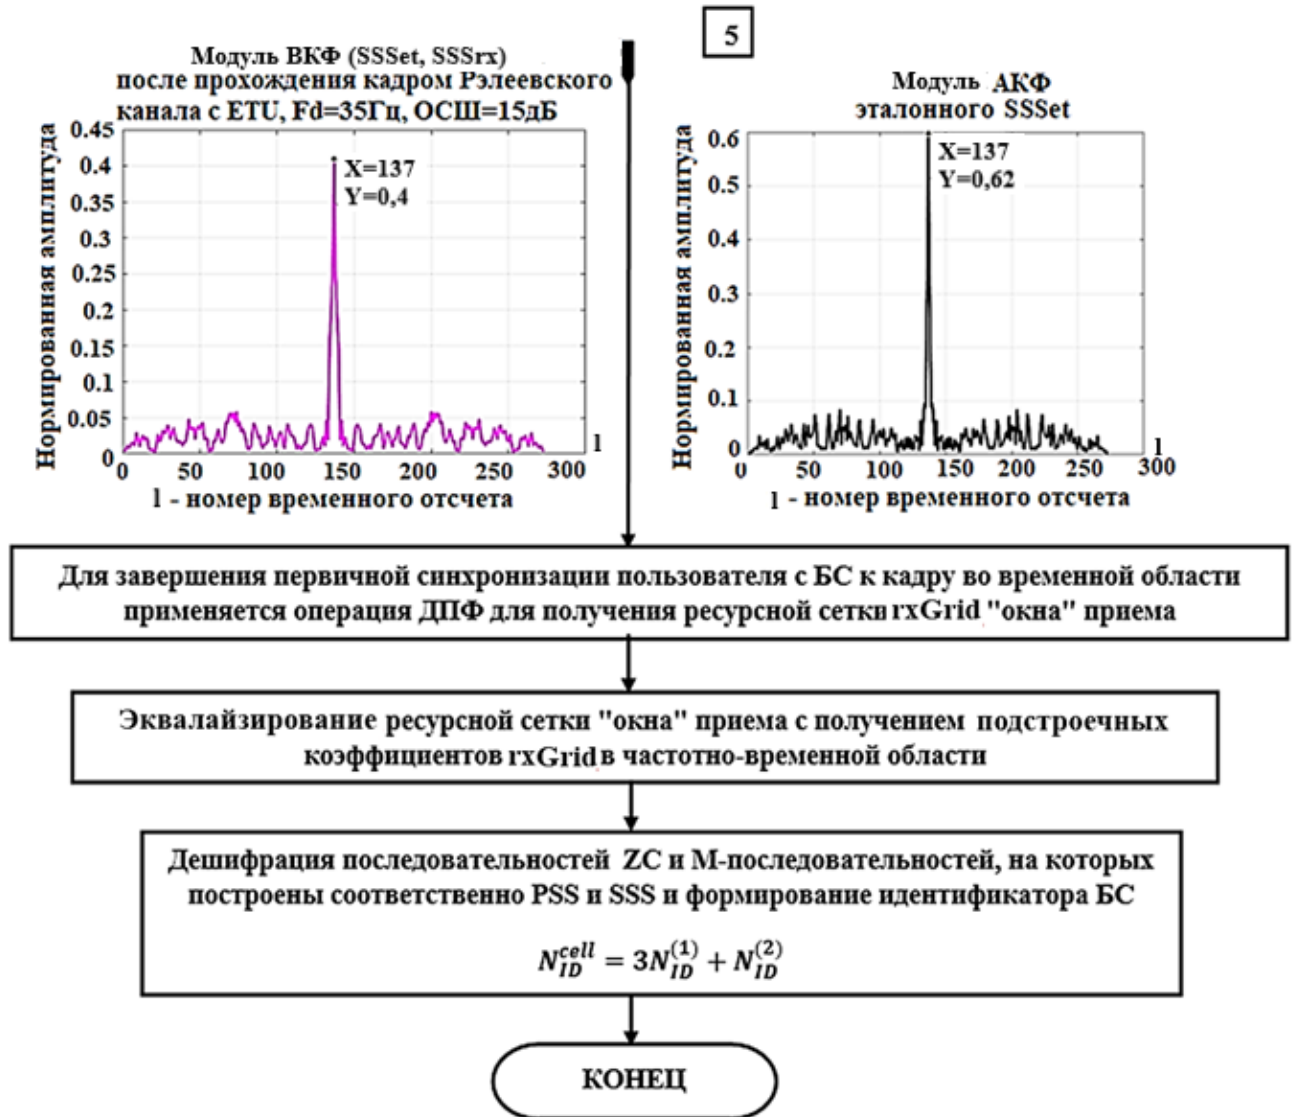 5
Модуль ВКФ (SSSet, SSSrx)
после прохождения кадром Рэлеевского
канала с ETU, Fd=35Гц, ОСШ=15дБ
Нормированная амплитуда
0.45
0.4
0.35
0.3
0.25
0.2
0.15
0.1
0.05
0
X=137
Y=0,4
0 50 100 150 200 250 300
l
l - номер временного отсчета
Модуль АКФ
эталонного SSSet
Нормированная амплитуда
0.6
0.5
0.4
0.3
0.2
0.1
0
X=137
Y=0,62
0 50 100 150 200 250 300
l
l - номер временного отсчета
Для завершения первичной синхронизации пользователя с БС к кадру во временной области
применяется операция ДПФ для получения ресурсной сетки rxGrid "окна" приема
Эквалайзирование ресурсной сетки "окна" приема с получением подстроечных
коэффициентов rxGrid в частотно-временной области
Дешифрация последовательностей ZC и М-последовательностей, на которых
построены соответственно PSS и SSS и формирование идентификатора БС
$N_{ID}^{cell} = 3N_{ID}^{(1)} + N_{ID}^{(2)}$
КОНЕЦ